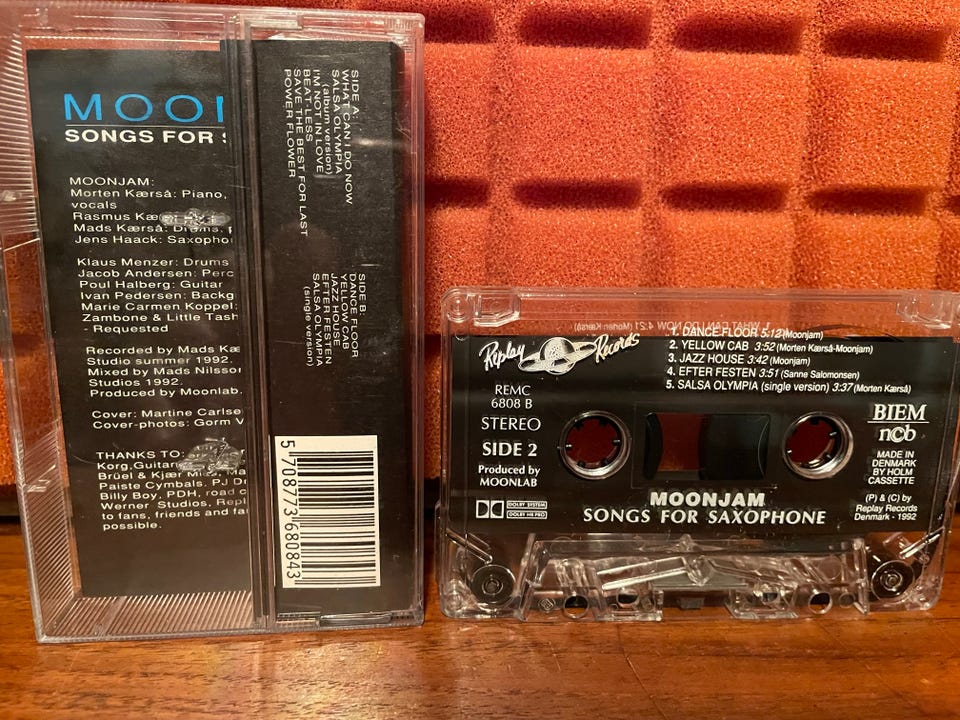 MOON
SONGS FOR S
MOONJAM:
Morten Kærså: Piano,
vocals
Rasmus Kæ
Mads Kærså: Drums,
Jens Haack: Saxopho
Klaus Menzer: Drums
Jacob Andersen: Perc
Poul Halberg: Guitar
Ivan Pedersen: Backg
Marie Carmen Koppel:
Zambone & Little Tash
- Requested
Recorded by Mads Kæ
Studio summer 1992.
Mixed by Mads Nilsso
Studios 1992.
Produced by Moonlab.
Cover: Martine Carlse
Cover-photos: Gorm V
THANKS TO:
Korg,Guitar
Brüel & Kjær
Paiste Cymbals, PJ Dr
Billy Boy, PDH, road c
Werner Studios, Repl
to fans, friends and fa
possible.
SIDE A:
WHAT CAN I DO NOW
SALSA OLYMPIA
(album version)
I'M NOT IN LOVE
BEAT-LESS
SAVE THE BEST FOR LAST
POWER FLOWER
SIDE B:
DANCE FLOOR
YELLOW CAB
JAZZ HOUSE
EFTER FESTEN
SALSA OLYMPIA
(single version)
5 708773 680843
Replay Records
1. DANCE-FLOOR 5:12 (Moonjam)
2. YELLOW CAB 3:52 (Morten Kærså-Moonjam)
3. JAZZ HOUSE 3:42 (Moonjam)
4. EFTER FESTEN 3:51 (Sanne Salomonsen)
5. SALSA OLYMPIA (single version) 3:37 (Morten Kærså)
REMC
6808 B
STEREO
SIDE 2
Produced by
MOONLAB
DOLBY SYSTEM
DOLBY HX PRO
BIEM
ncb
MADE IN
DENMARK
BY HOLM
CASSETTE
(P) & (C) by
Replay Records
Denmark - 1992
MOONJAM
SONGS FOR SAXOPHONE